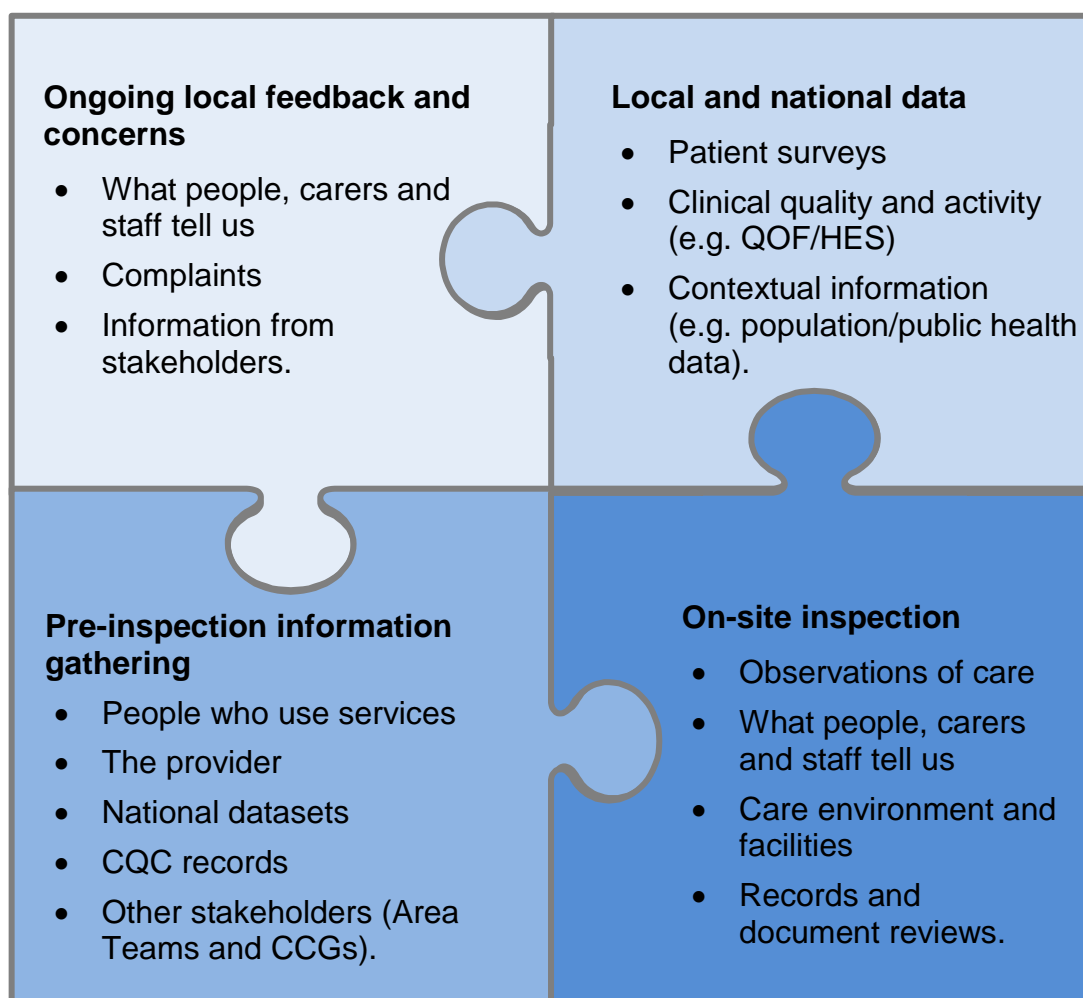 Ongoing local feedback and
concerns
• What people, carers and
staff tell us
• Complaints
• Information from
stakeholders.
Local and national data
• Patient surveys
• Clinical quality and activity
(e.g. QOF/HES)
• Contextual information
(e.g. population/public health
data).
Pre-inspection information
gathering
• People who use services
• The provider
• National datasets
• CQC records
• Other stakeholders (Area
Teams and CCGs).
On-site inspection
• Observations of care
• What people, carers
and staff tell us
• Care environment and
facilities
• Records and
document reviews.